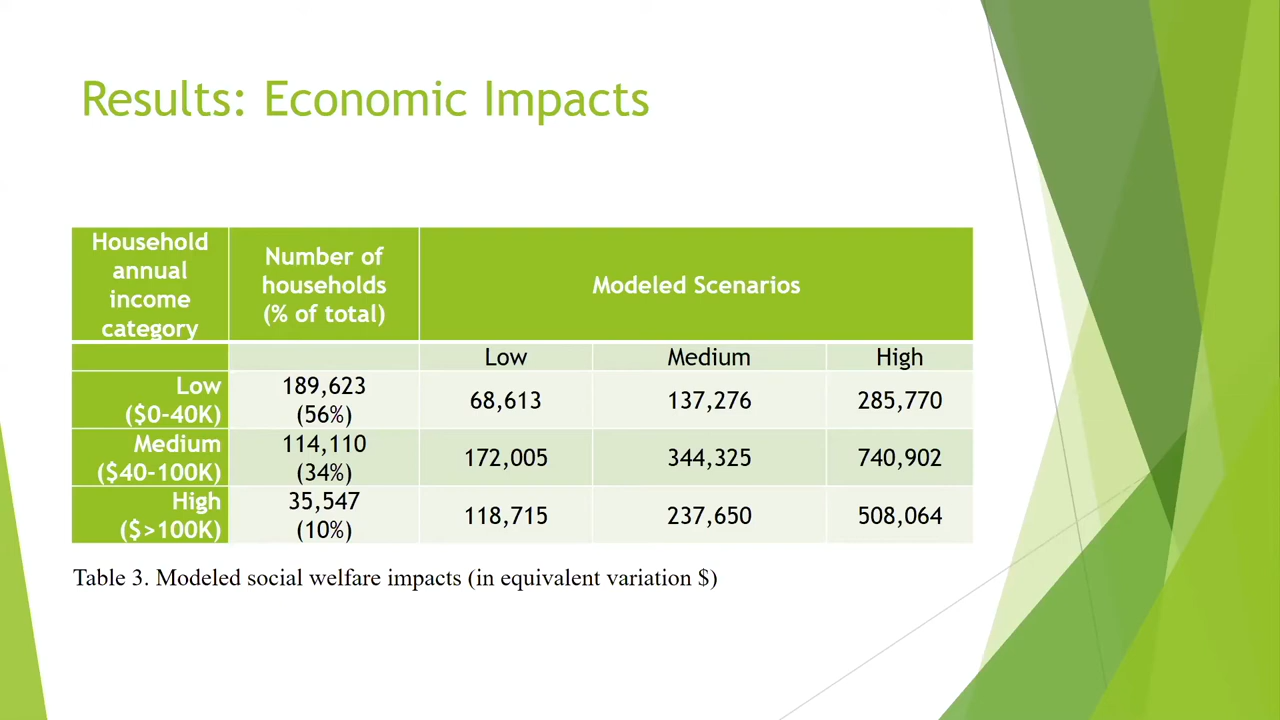 Results: Economic Impacts
Household
annual
income
category
Number of
households
(% of total)
Modeled Scenarios
Low
Medium
High
Low
($0-40K)
189,623
(56%)
68,613
137,276
285,770
Medium
($40-100K)
114,110
(34%)
172,005
344,325
740,902
High
($>100K)
35,547
(10%)
118,715
237,650
508,064
Table 3. Modeled social welfare impacts (in equivalent variation $)